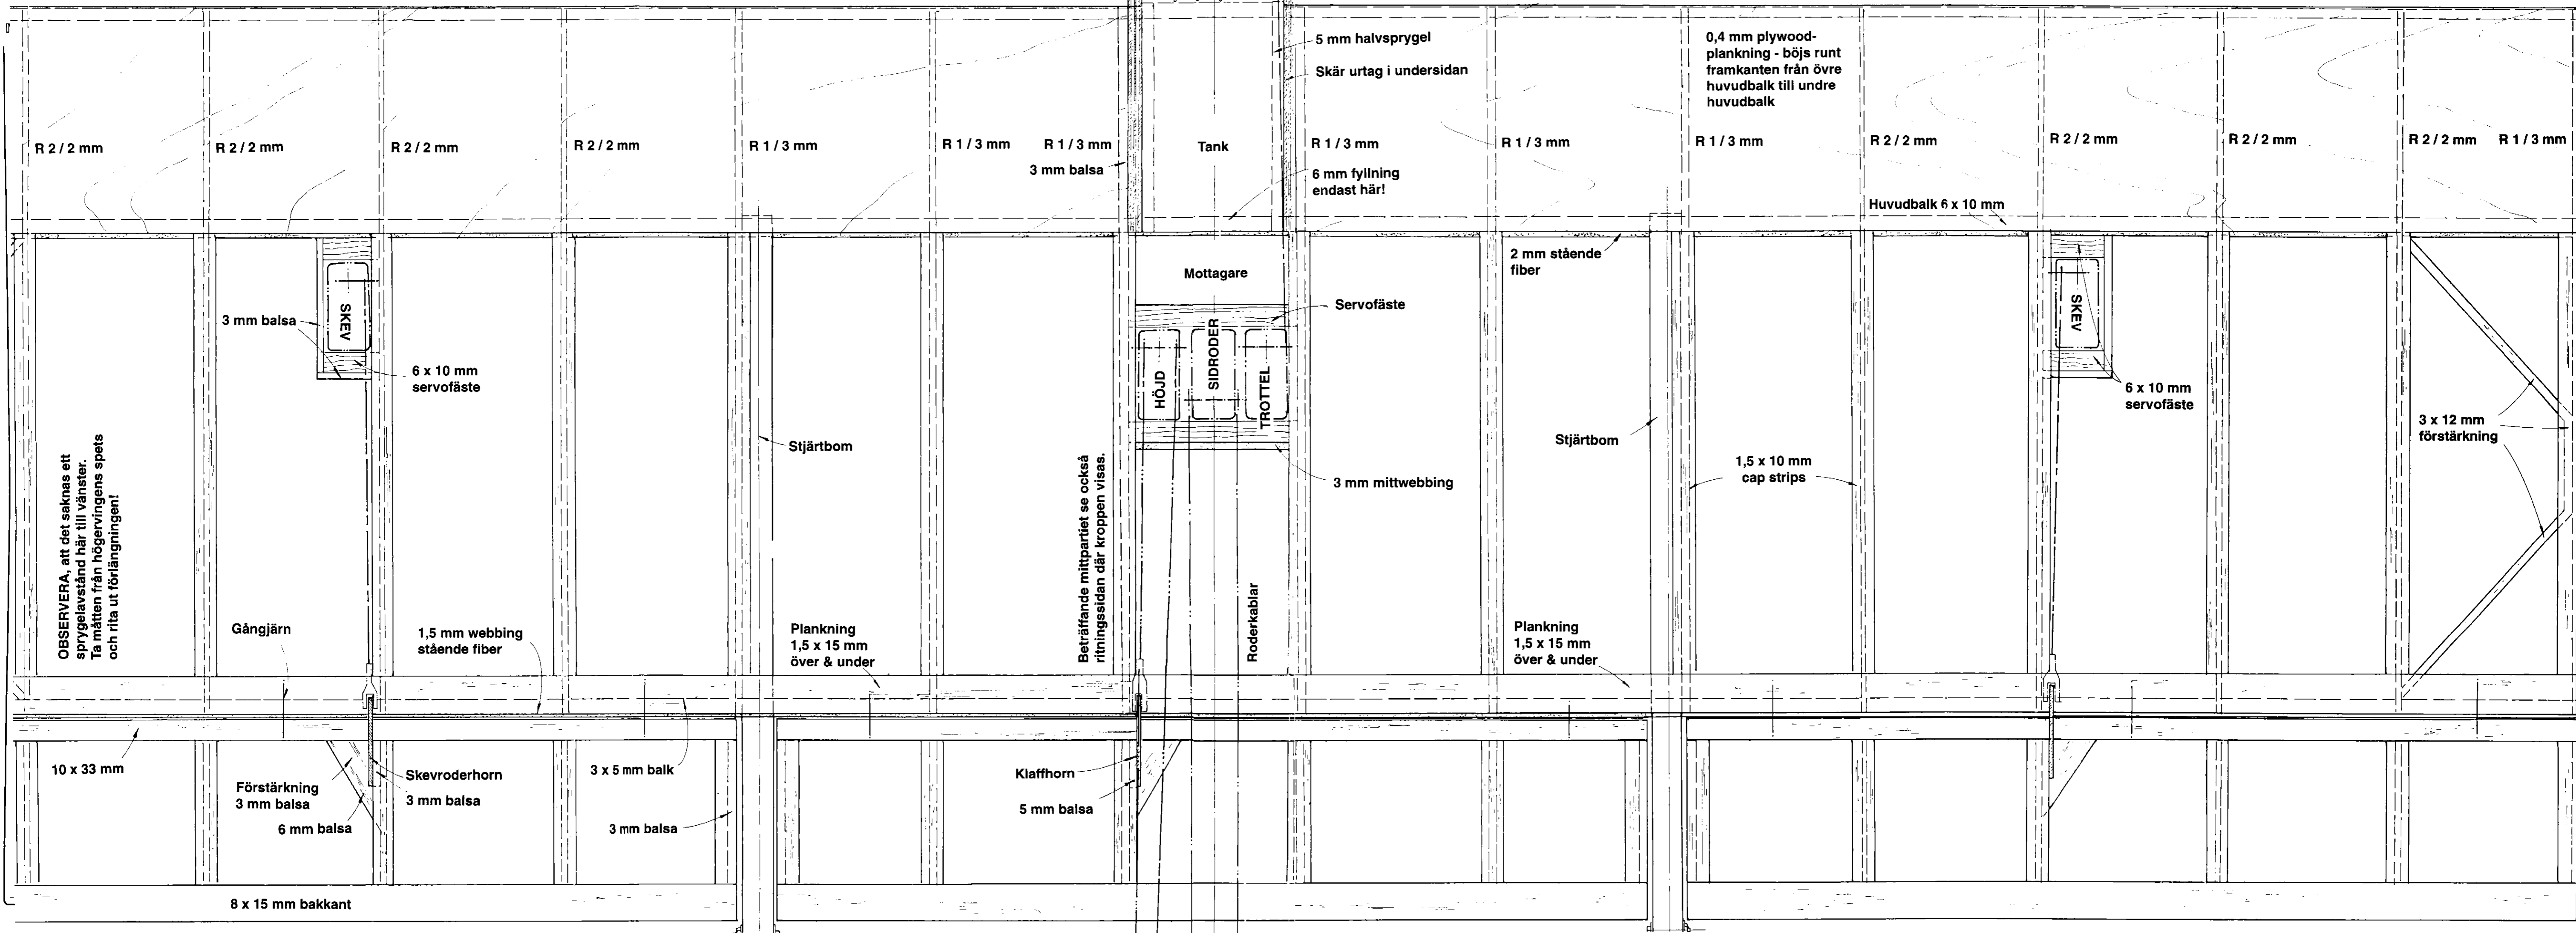 5 mm halvsprygel
Skär urtag i undersidan
0,4 mm plywood-
plankning - böjs runt
framkanten från övre
huvudbalk till undre
huvudbalk
R 2 / 2 mm
R 2 / 2 mm
R 2 / 2 mm
R 2 / 2 mm
R 1 / 3 mm
R 1 / 3 mm
R 1 / 3 mm
3 mm balsa
Tank
R 1 / 3 mm
6 mm fyllning
endast här!
R 1 / 3 mm
R 1 / 3 mm
R 2 / 2 mm
R 2 / 2 mm
R 2 / 2 mm
R 2 / 2 mm
R 1 / 3 mm
Huvudbalk 6 x 10 mm
2 mm stående
fiber
Mottagare
Servofäste
SKEV
3 mm balsa
6 x 10 mm
servofäste
HÖJD
SIDRODER
TROTTEL
SKEV
6 x 10 mm
servofäste
3 x 12 mm
förstärkning
Stjärtbom
Stjärtbom
3 mm mittwebbing
1,5 x 10 mm
cap strips
OBSERVERA, att det saknas ett
sprygelavstånd här till vänster.
Ta måtten från högervingens spets
och rita ut förlängningen!
Beträffande mittpartiet se också
ritningssidan där kroppen visas.
Roderkablar
Gångjärn
1,5 mm webbing
stående fiber
Plankning
1,5 x 15 mm
över & under
Plankning
1,5 x 15 mm
över & under
10 x 33 mm
Förstärkning
3 mm balsa
6 mm balsa
Skevroderhorn
3 mm balsa
3 x 5 mm balk
3 mm balsa
Klaffhorn
5 mm balsa
8 x 15 mm bakkant